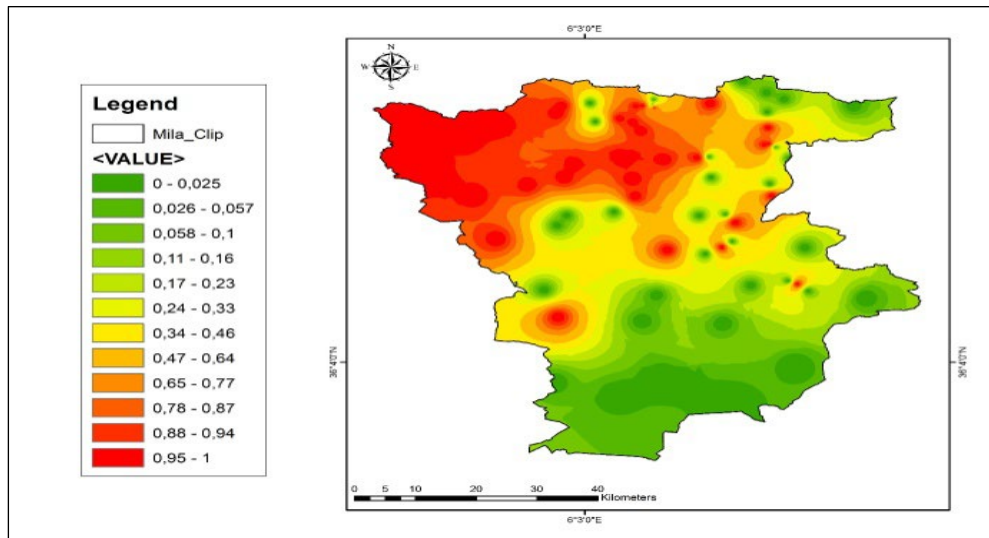 6°3'0"E
N
W
E
S
Legend
Mila_Clip
<VALUE>
0 - 0,025
0,026 - 0,057
0,058 - 0,1
0,11 - 0,16
0,17 - 0,23
0,24 - 0,33
0,34 - 0,46
0,47 - 0,64
0,65 - 0,77
0,78 - 0,87
0,88 - 0,94
0,95 - 1
36°4'0"N
36°4'0"N
0 5 10 20 30 40
Kilometers
6°3'0"E